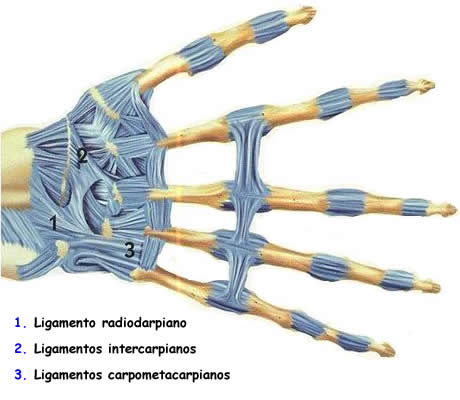 2
1
3
1. Ligamento radiodarpiano
2. Ligamentos intercarpianos
3. Ligamentos carpometacarpianos